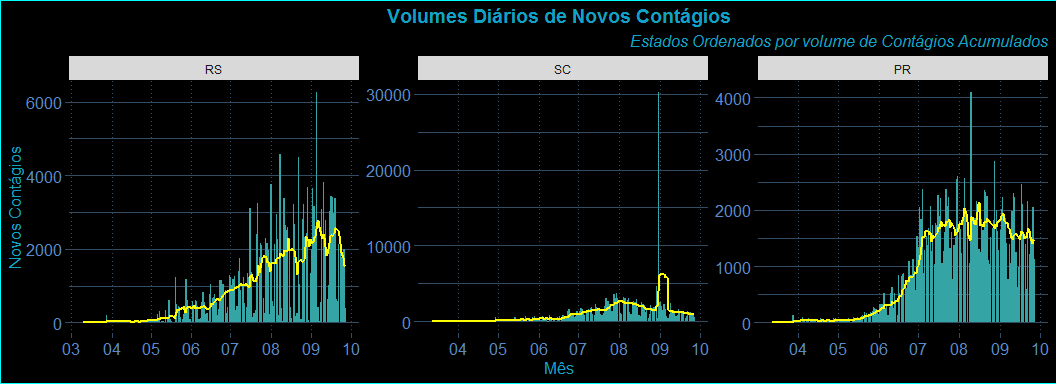 Volumes Diários de Novos Contágios
Estados Ordenados por volume de Contágios Acumulados
RS
SC
PR
Novos Contágios
6000
4000
2000
0
30000
20000
10000
0
4000
3000
2000
1000
0
03 04 05 06 07 08 09 10
04 05 06 07 08 09 10
04 05 06 07 08 09 10
Mês